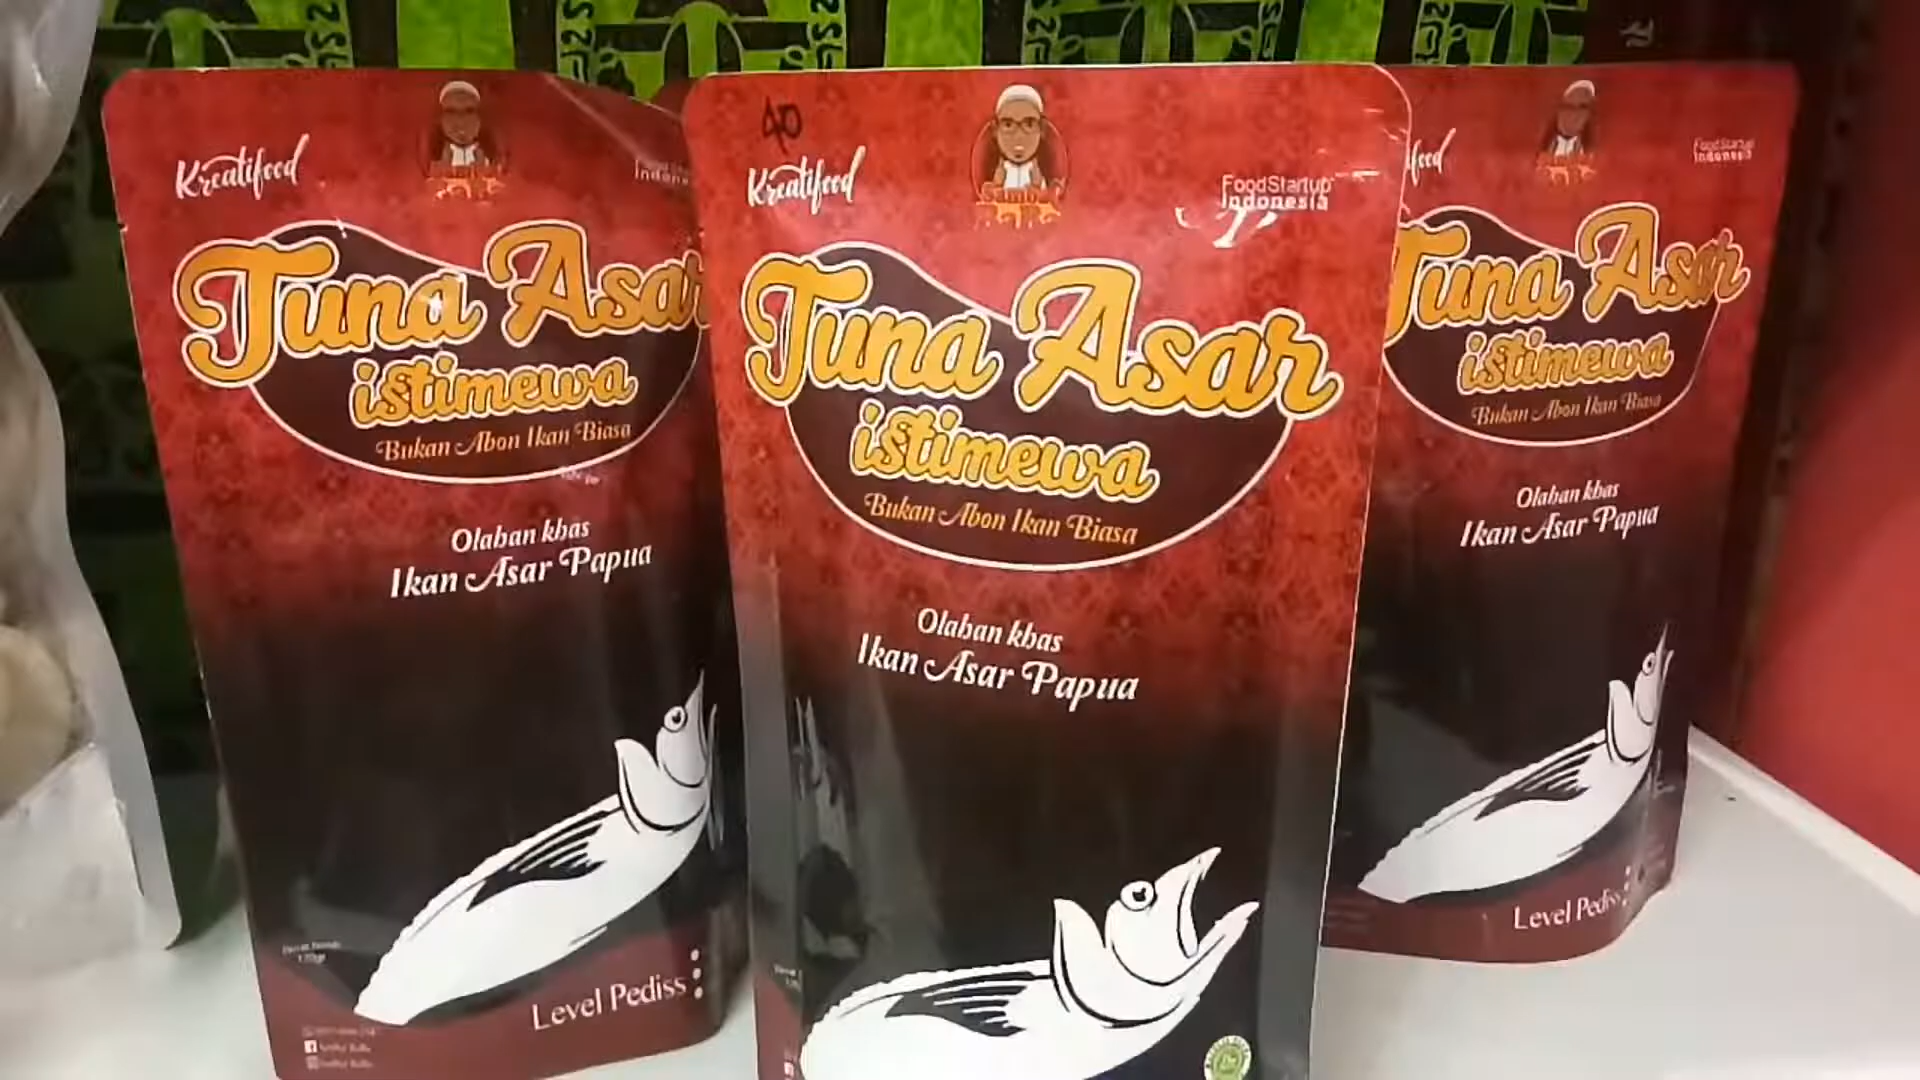 Kreatifood
Tuna Asar
istimewa
Bukan Abon Ikan Biasa
Olahan khas
Ikan Asar Papua
Level Pediss
40
Kreatifood
FoodStartup
Indonesia
Tuna Asar
istimewa
Bukan Abon Ikan Biasa
Olahan khas
Ikan Asar Papua
FoodStartup
Indonesia
Tuna Asar
istimewa
Bukan Abon Ikan Biasa
Olahan khas
Ikan Asar Papua
Level Pediss